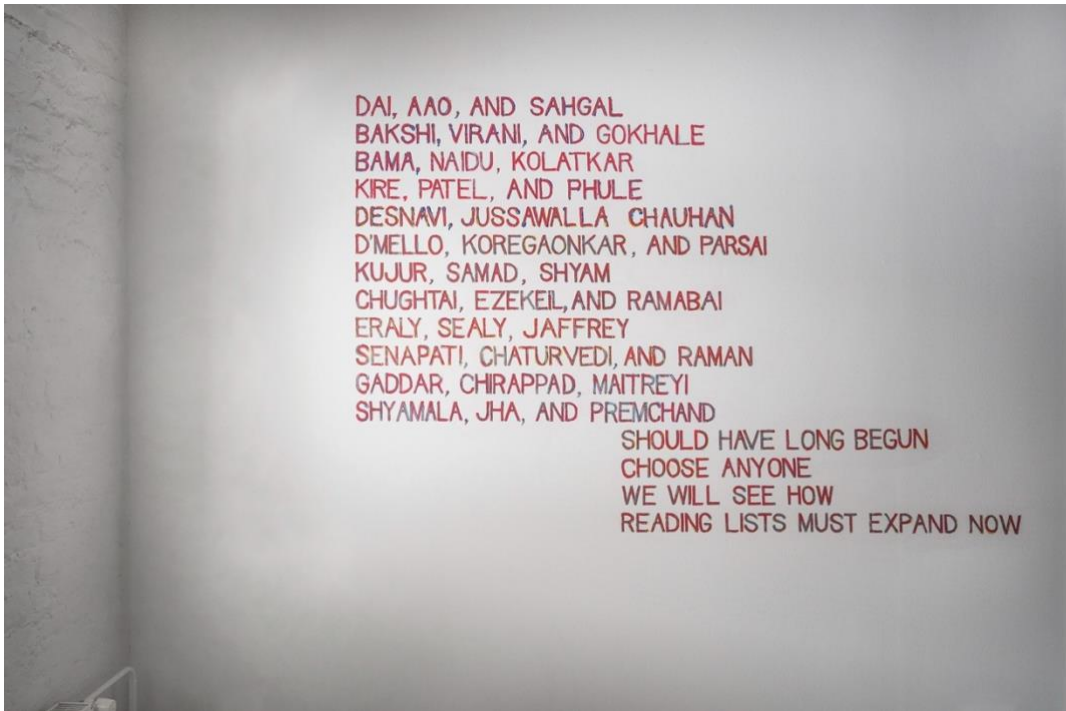 DAI, AAO, AND SAHGAL
BAKSHI, VIRANI, AND GOKHALE
BAMA, NAIDU, KOLATKAR
KIRE, PATEL, AND PHULE
DESNAVI, JUSSAWALLA CHAUHAN
D'MELLO, KOREGAONKAR, AND PARSAI
KUJUR, SAMAD, SHYAM
CHUGHTAI, EZEKEIL, AND RAMABAI
ERALY, SEALY, JAFFREY
SENAPATI, CHATURVEDI, AND RAMAN
GADDAR, CHIRAPPAD, MAITREYI
SHYAMALA, JHA, AND PREMCHAND
SHOULD HAVE LONG BEGUN
CHOOSE ANYONE
WE WILL SEE HOW
READING LISTS MUST EXPAND NOW